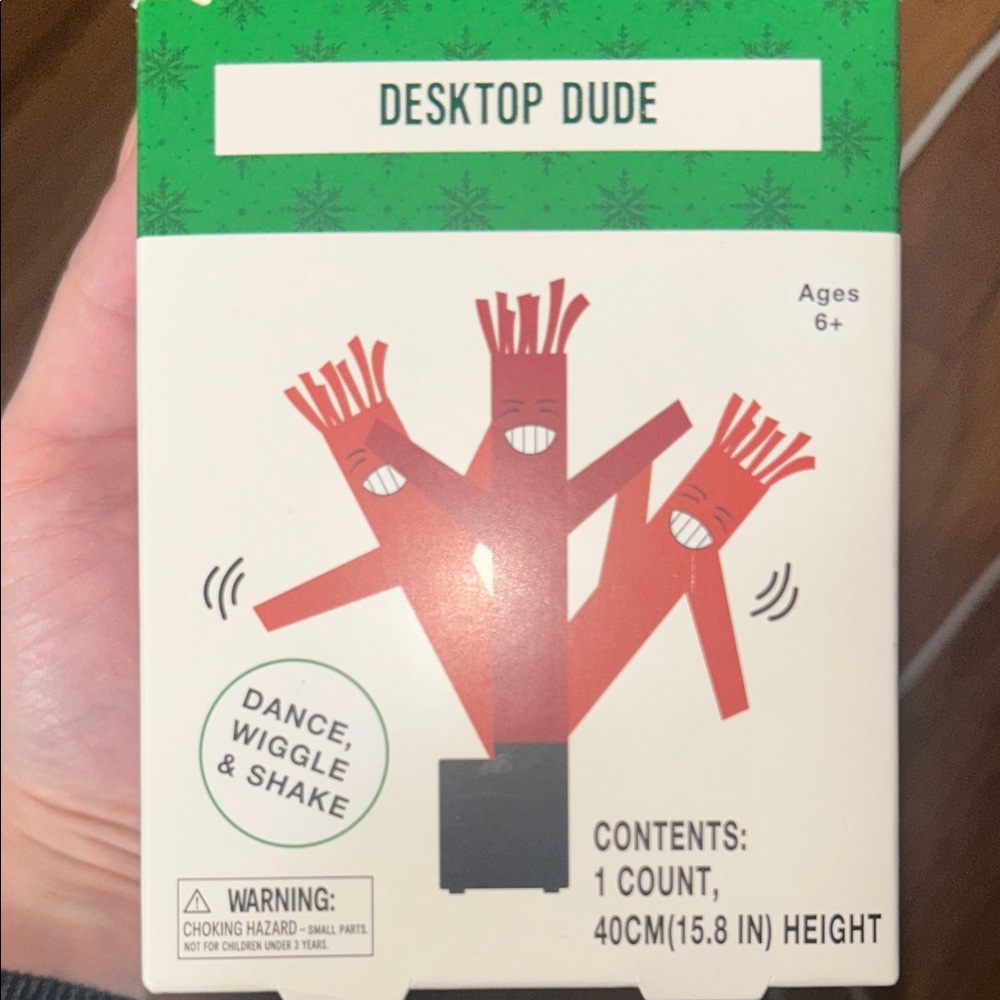 DESKTOP DUDE
Ages
6+
DANCE,
WIGGLE
& SHAKE
CONTENTS:
1 COUNT,
40CM(15.8 IN) HEIGHT
WARNING:
CHOKING HAZARD – SMALL PARTS.
NOT FOR CHILDREN UNDER 3 YEARS.